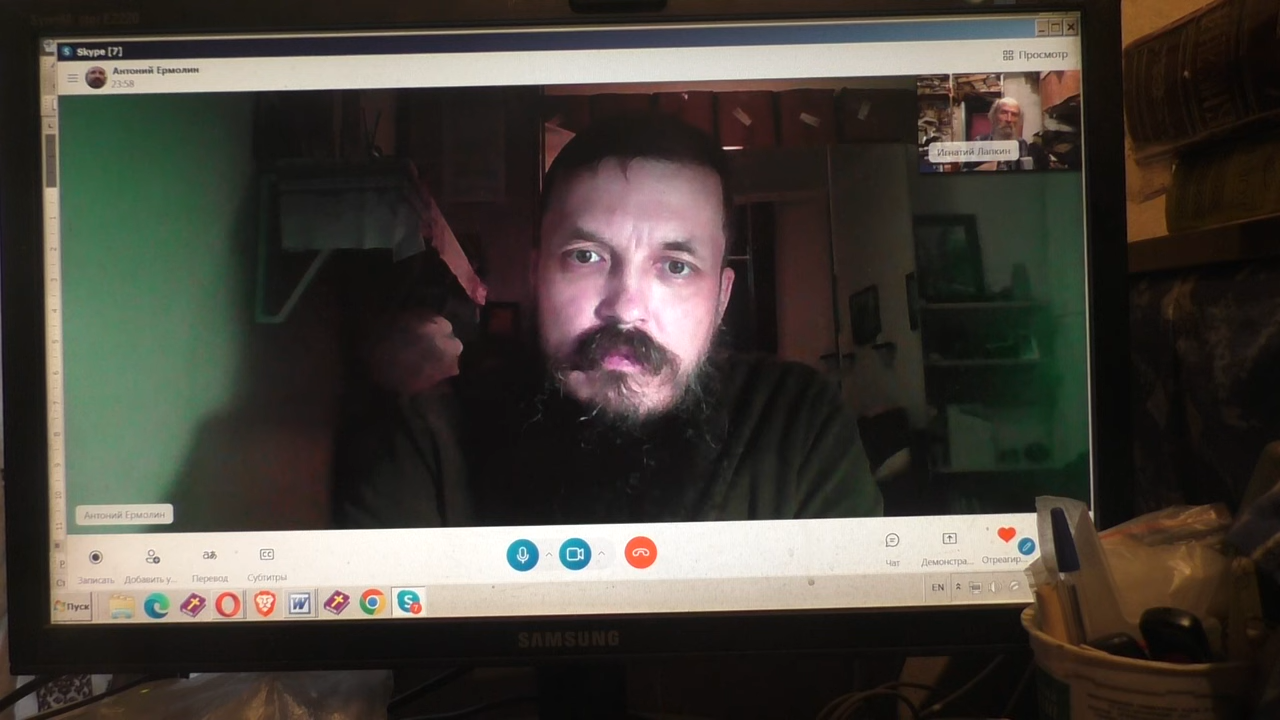 Skype [7]
Антоний Ермолин
23:58
Просмотр
Игнатий Лапкин
Антоний Ермолин
Записать
Добавить у...
Перевод
Субтитры
Чат
Демонстра...
Отреагир...
Пуск
EN
SAMSUNG